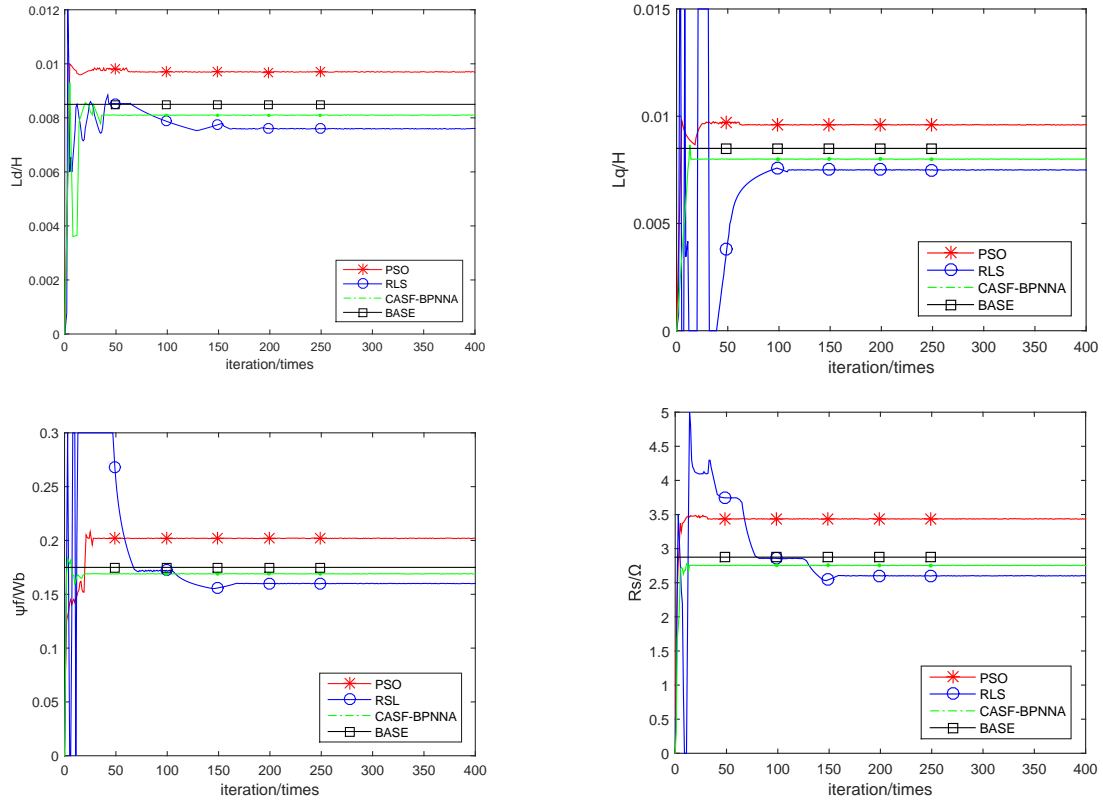 0.012
0.01
0.008
0.006
0.004
0.002
0
Ld/H
0 50 100 150 200 250 300 350 400
iteration/times
PSO
RLS
CASF-BPNNA
BASE
0.015
0.01
0.005
0
Lq/H
0 50 100 150 200 250 300 350 400
iteration/times
PSO
RLS
CASF-BPNNA
BASE
0.3
0.25
0.2
0.15
0.1
0.05
0
ψf/Wb
0 50 100 150 200 250 300 350 400
iteration/times
PSO
RSL
CASF-BPNNA
BASE
5
4.5
4
3.5
3
2.5
2
1.5
1
0.5
0
Rs/Ω
0 50 100 150 200 250 300 350 400
iteration/times
PSO
RLS
CASF-BPNNA
BASE